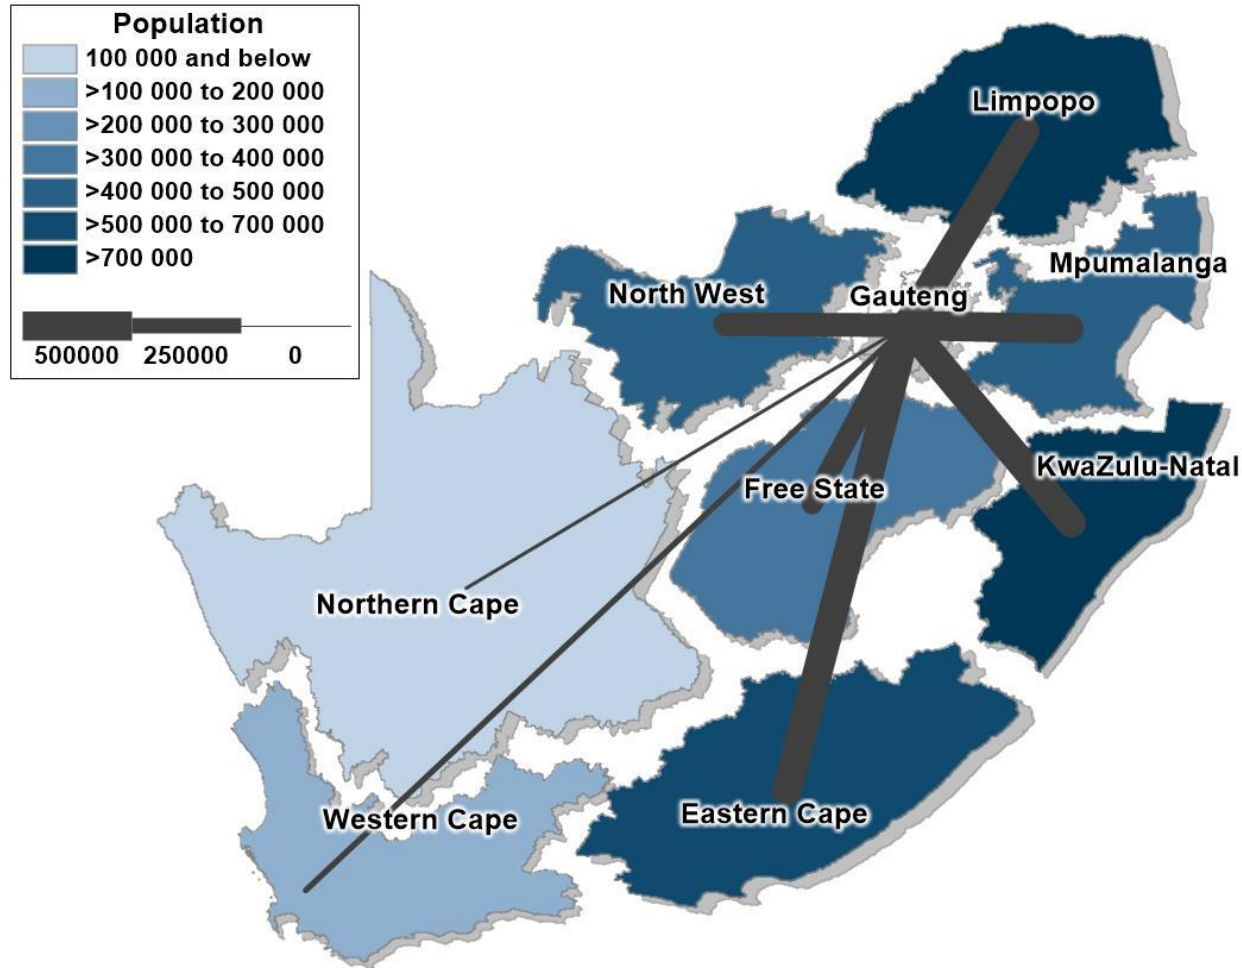 Population
100 000 and below
>100 000 to 200 000
>200 000 to 300 000
>300 000 to 400 000
>400 000 to 500 000
>500 000 to 700 000
>700 000
500000 250000 0
Limpopo
Mpumalanga
North West
Gauteng
KwaZulu-Natal
Free State
Northern Cape
Western Cape
Eastern Cape